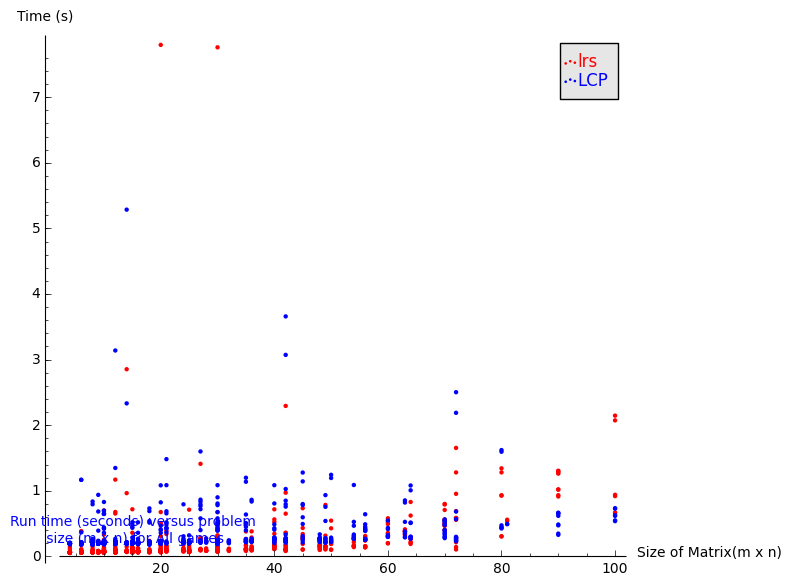 Time (s)
lrs
LCP
7
6
5
4
3
2
1
0
Run time (seconds) versus problem
size (m x n) for All games
20
40
60
80
100
Size of Matrix(m x n)